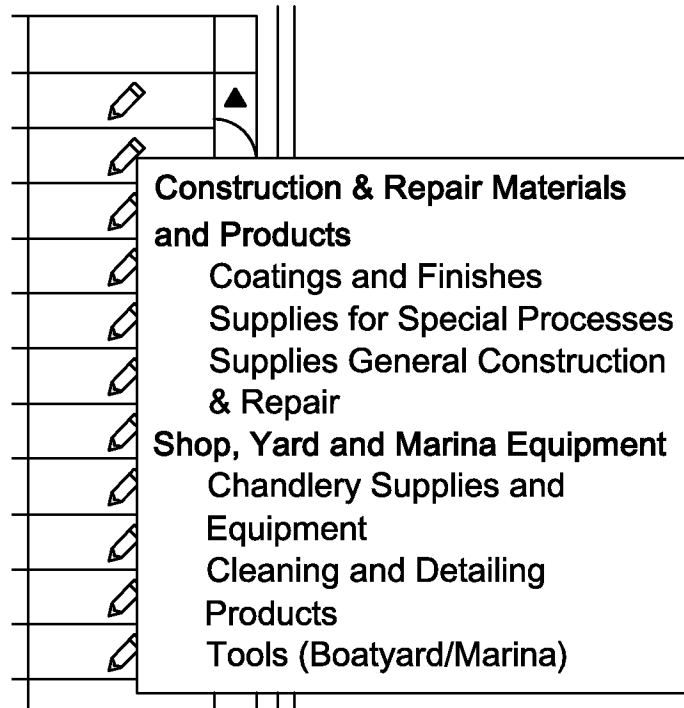 Construction & Repair Materials
and Products
Coatings and Finishes
Supplies for Special Processes
Supplies General Construction
& Repair
Shop, Yard and Marina Equipment
Chandlery Supplies and
Equipment
Cleaning and Detailing
Products
Tools (Boatyard/Marina)